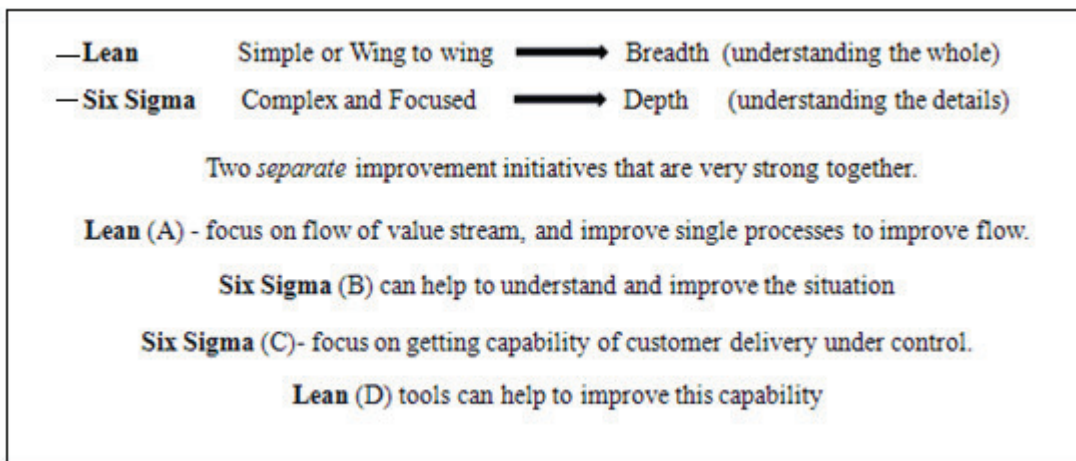 —Lean Simple or Wing to wing Breadth (understanding the whole)
—Six Sigma Complex and Focused Depth (understanding the details)
Two separate improvement initiatives that are very strong together.
Lean (A) - focus on flow of value stream, and improve single processes to improve flow.
Six Sigma (B) can help to understand and improve the situation
Six Sigma (C)- focus on getting capability of customer delivery under control.
Lean (D) tools can help to improve this capability